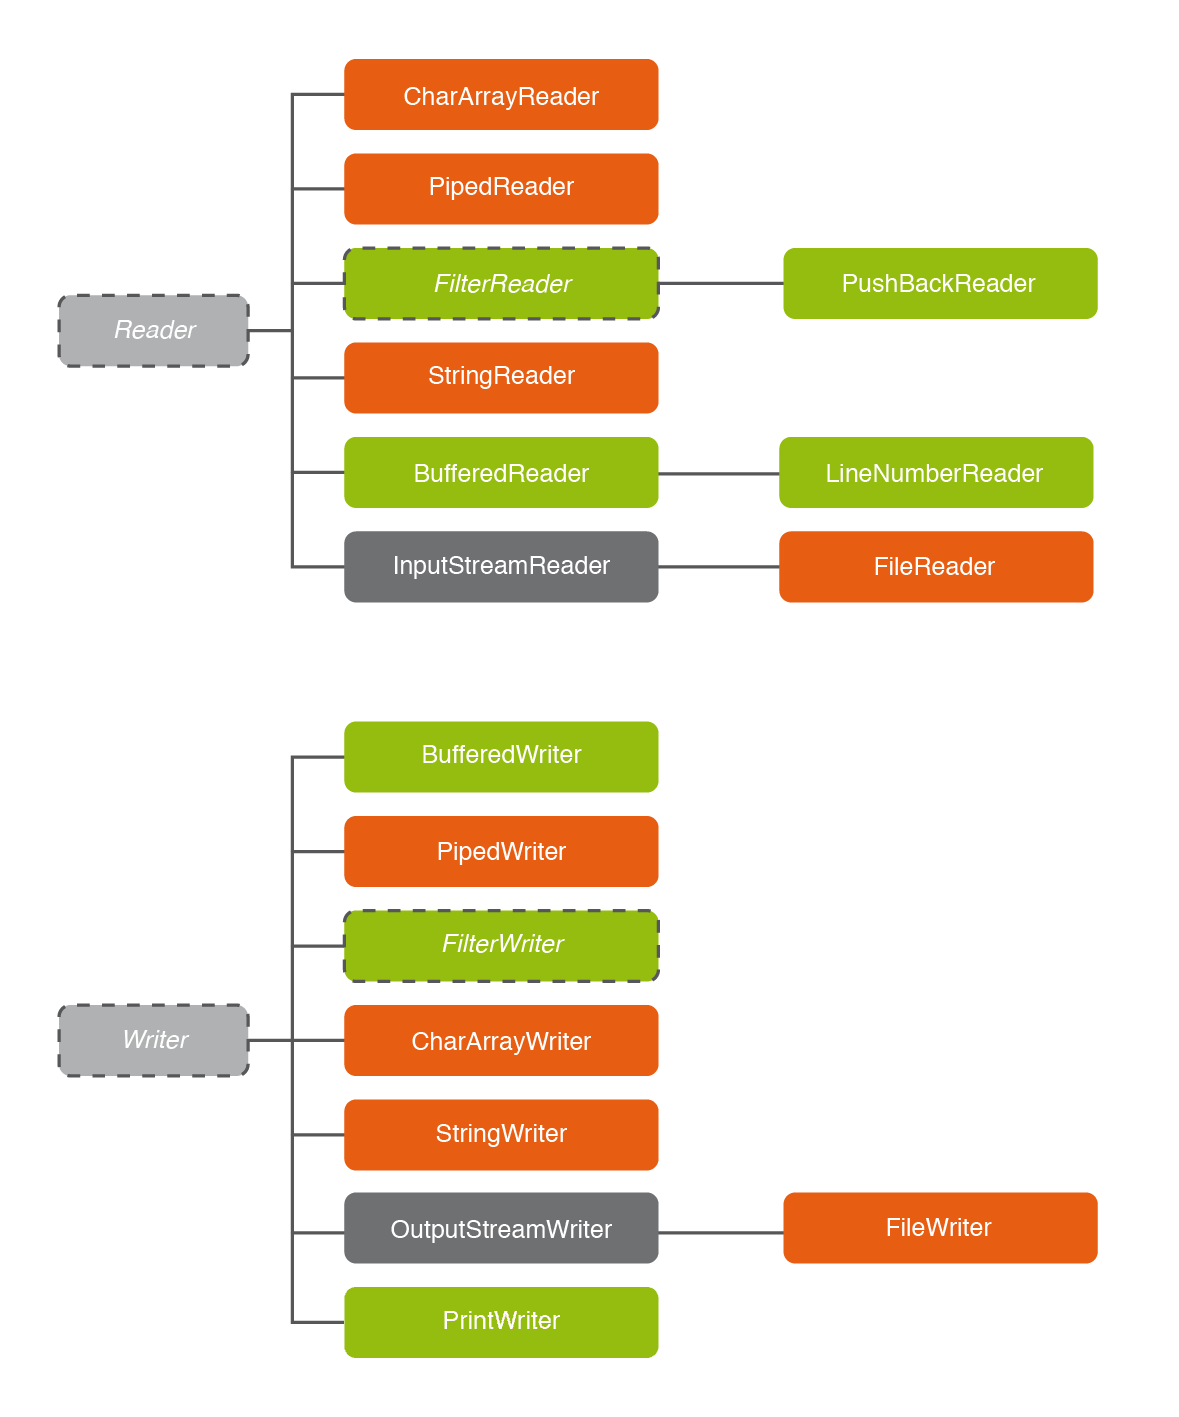 CharArrayReader
PipedReader
FilterReader
PushBackReader
Reader
StringReader
BufferedReader
LineNumberReader
InputStreamReader
FileReader
BufferedWriter
PipedWriter
FilterWriter
Writer
CharArrayWriter
StringWriter
OutputStreamWriter
FileWriter
PrintWriter